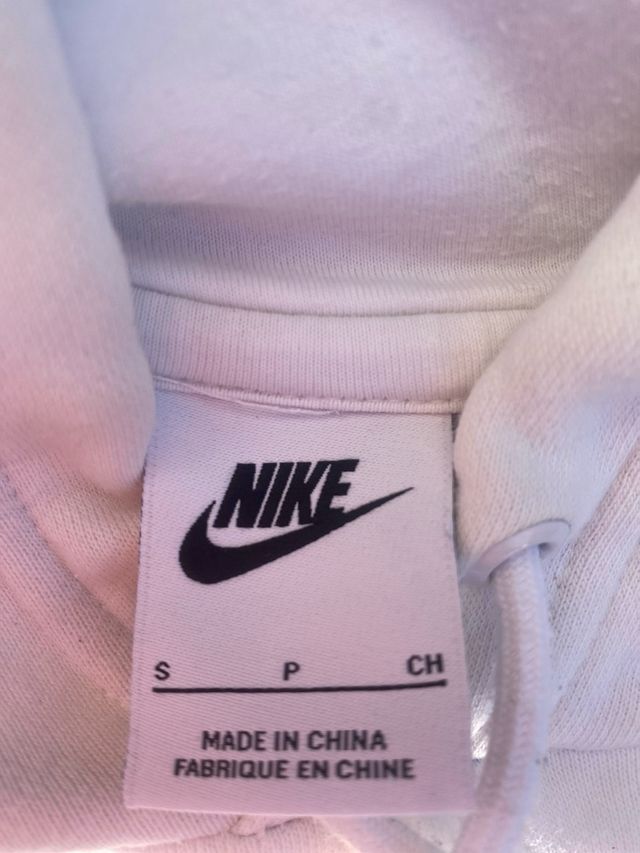 NIKE
S P CH
MADE IN CHINA
FABRIQUE EN CHINE